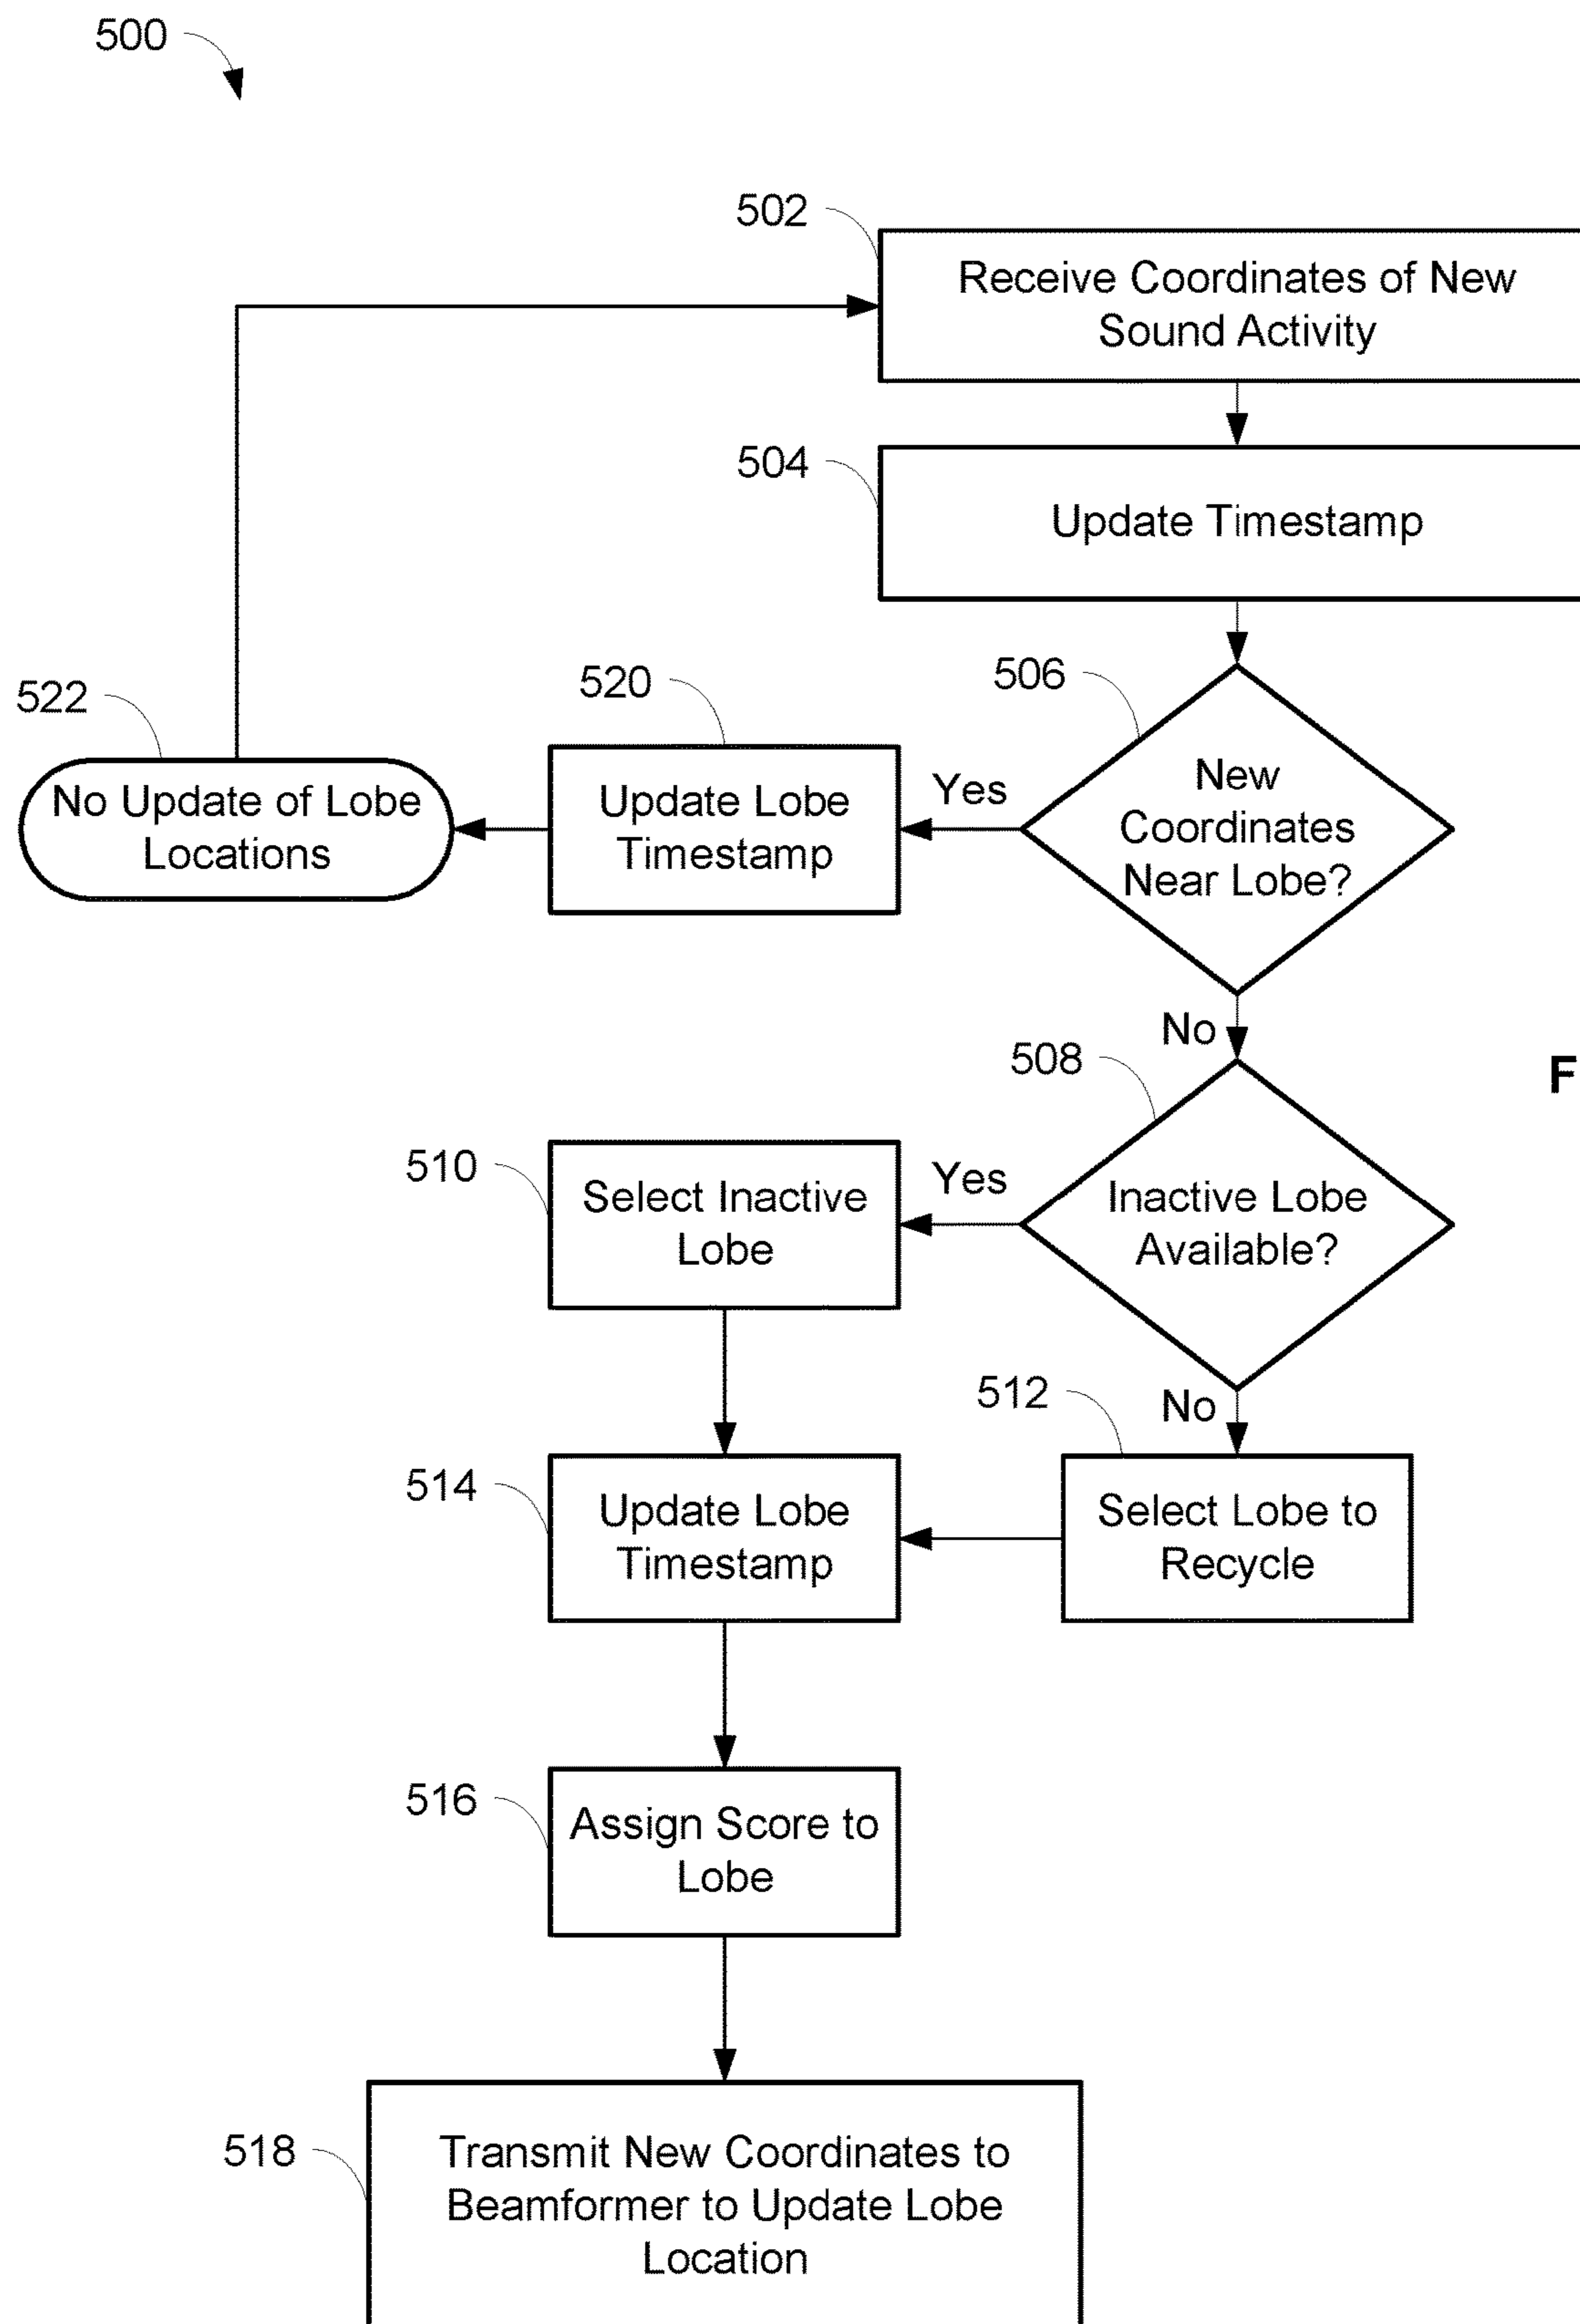 500
502
Receive Coordinates of New
Sound Activity
504
Update Timestamp
506
New
Coordinates
Near Lobe?
Yes
520
Update Lobe
Timestamp
522
No Update of Lobe
Locations
No
508
F
Inactive Lobe
Available?
Yes
510
Select Inactive
Lobe
No
512
Select Lobe to
Recycle
514
Update Lobe
Timestamp
516
Assign Score to
Lobe
518
Transmit New Coordinates to
Beamformer to Update Lobe
Location